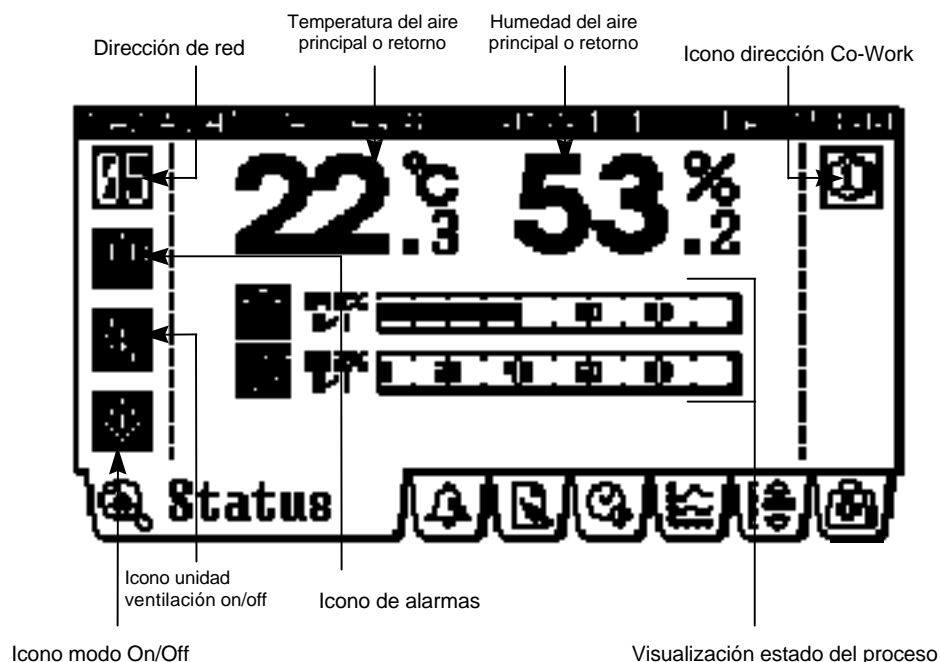 Temperatura del aire
principal o retorno
Humedad del aire
principal o retorno
Dirección de red
Icono dirección Co-Work
22.3 °C
53.2 %
Status
Icono unidad
ventilación on/off
Icono de alarmas
Icono modo On/Off
Visualización estado del proceso